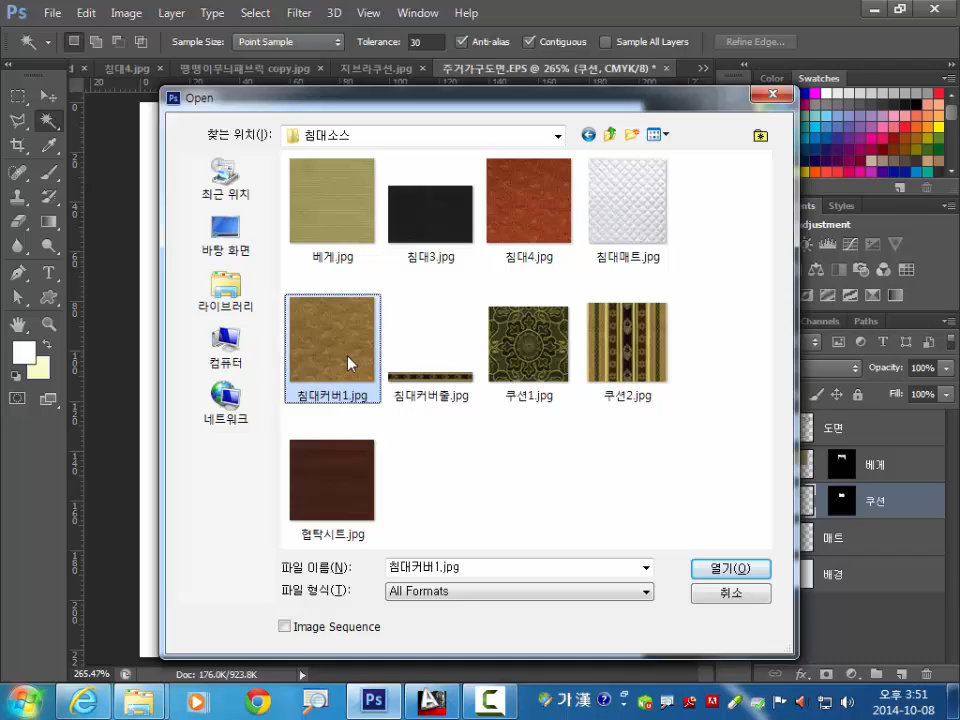 Ps File Edit Image Layer Type Select Filter 3D View Window Help
Sample Size: Point Sample Tolerance: 30 Anti-alias Contiguous Sample All Layers Refine Edge...
침대4.jpg × 땡땡이무니패브릭 copy.jpg × 지브라쿠션.jpg × 주거가구도면.EPS @ 265% (쿠션, CMYK/8) * × Color Swatches
Open
찾는 위치(I): 침대소스
최근 위치
바탕 화면
라이브러리
컴퓨터
네트워크
베게.jpg 침대3.jpg 침대4.jpg 침대매트.jpg
침대커버1.jpg 침대커버줄.jpg 쿠션1.jpg 쿠션2.jpg
협탁시트.jpg
파일 이름(N): 침대커버1.jpg 열기(O)
파일 형식(T): All Formats 취소
Image Sequence
Styles
Paths
Opacity: 100%
Fill: 100%
도면
베게
쿠션
매트
배경
265.47% Doc: 176.0K/923.8K
가 漢
오후 3:51
2014-10-08